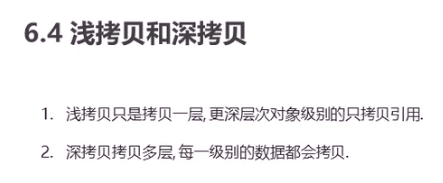 6.4 浅拷贝和深拷贝
1. 浅拷贝只是拷贝一层, 更深层次对象级别的只拷贝引用.
2. 深拷贝拷贝多层, 每一级别的数据都会拷贝.